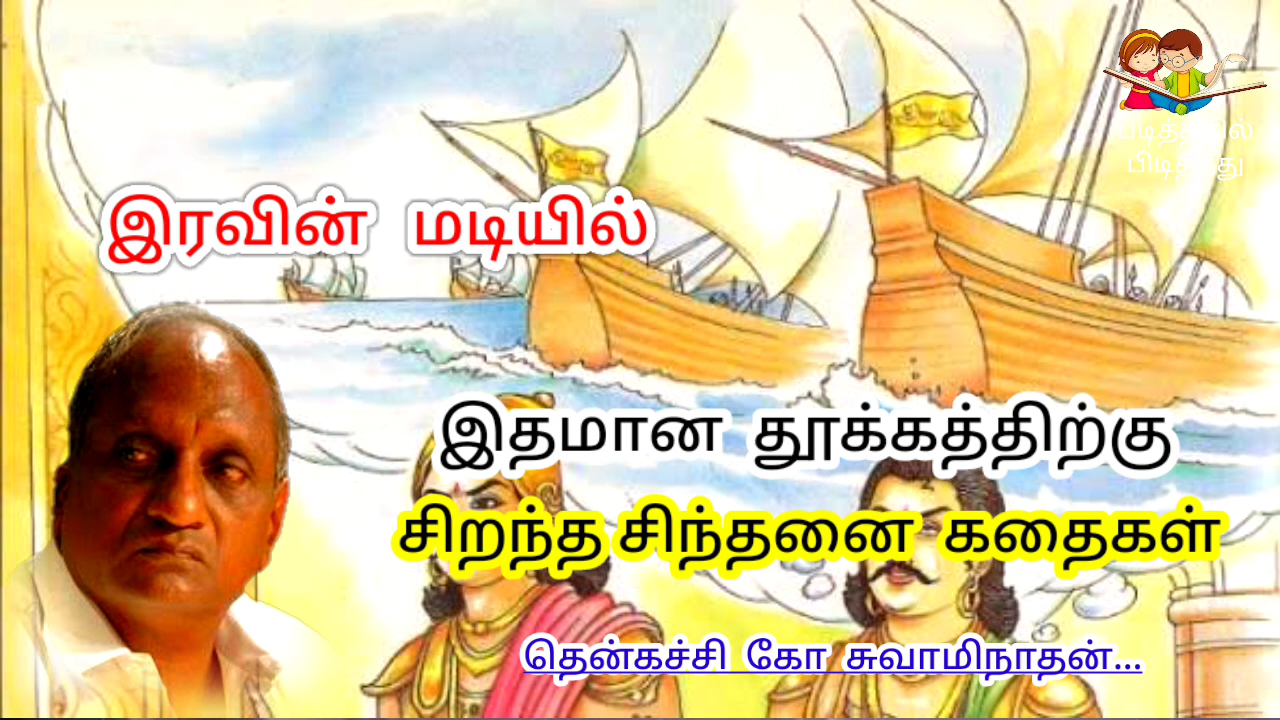 இரவின் மடியில்
இதமான தூக்கத்திற்கு
சிறந்த சிந்தனை கதைகள்
தென்கச்சி கோ சுவாமிநாதன்...